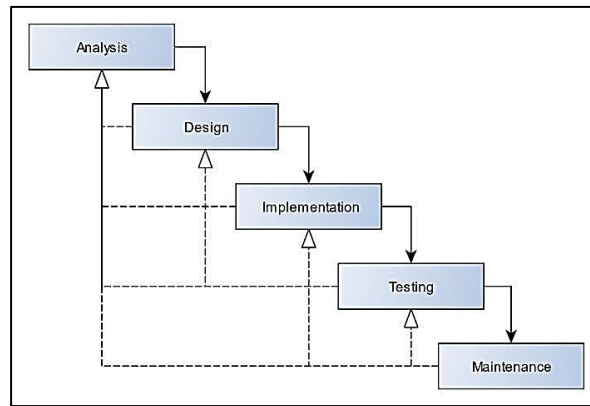 Analysis
Design
Implementation
Testing
Maintenance